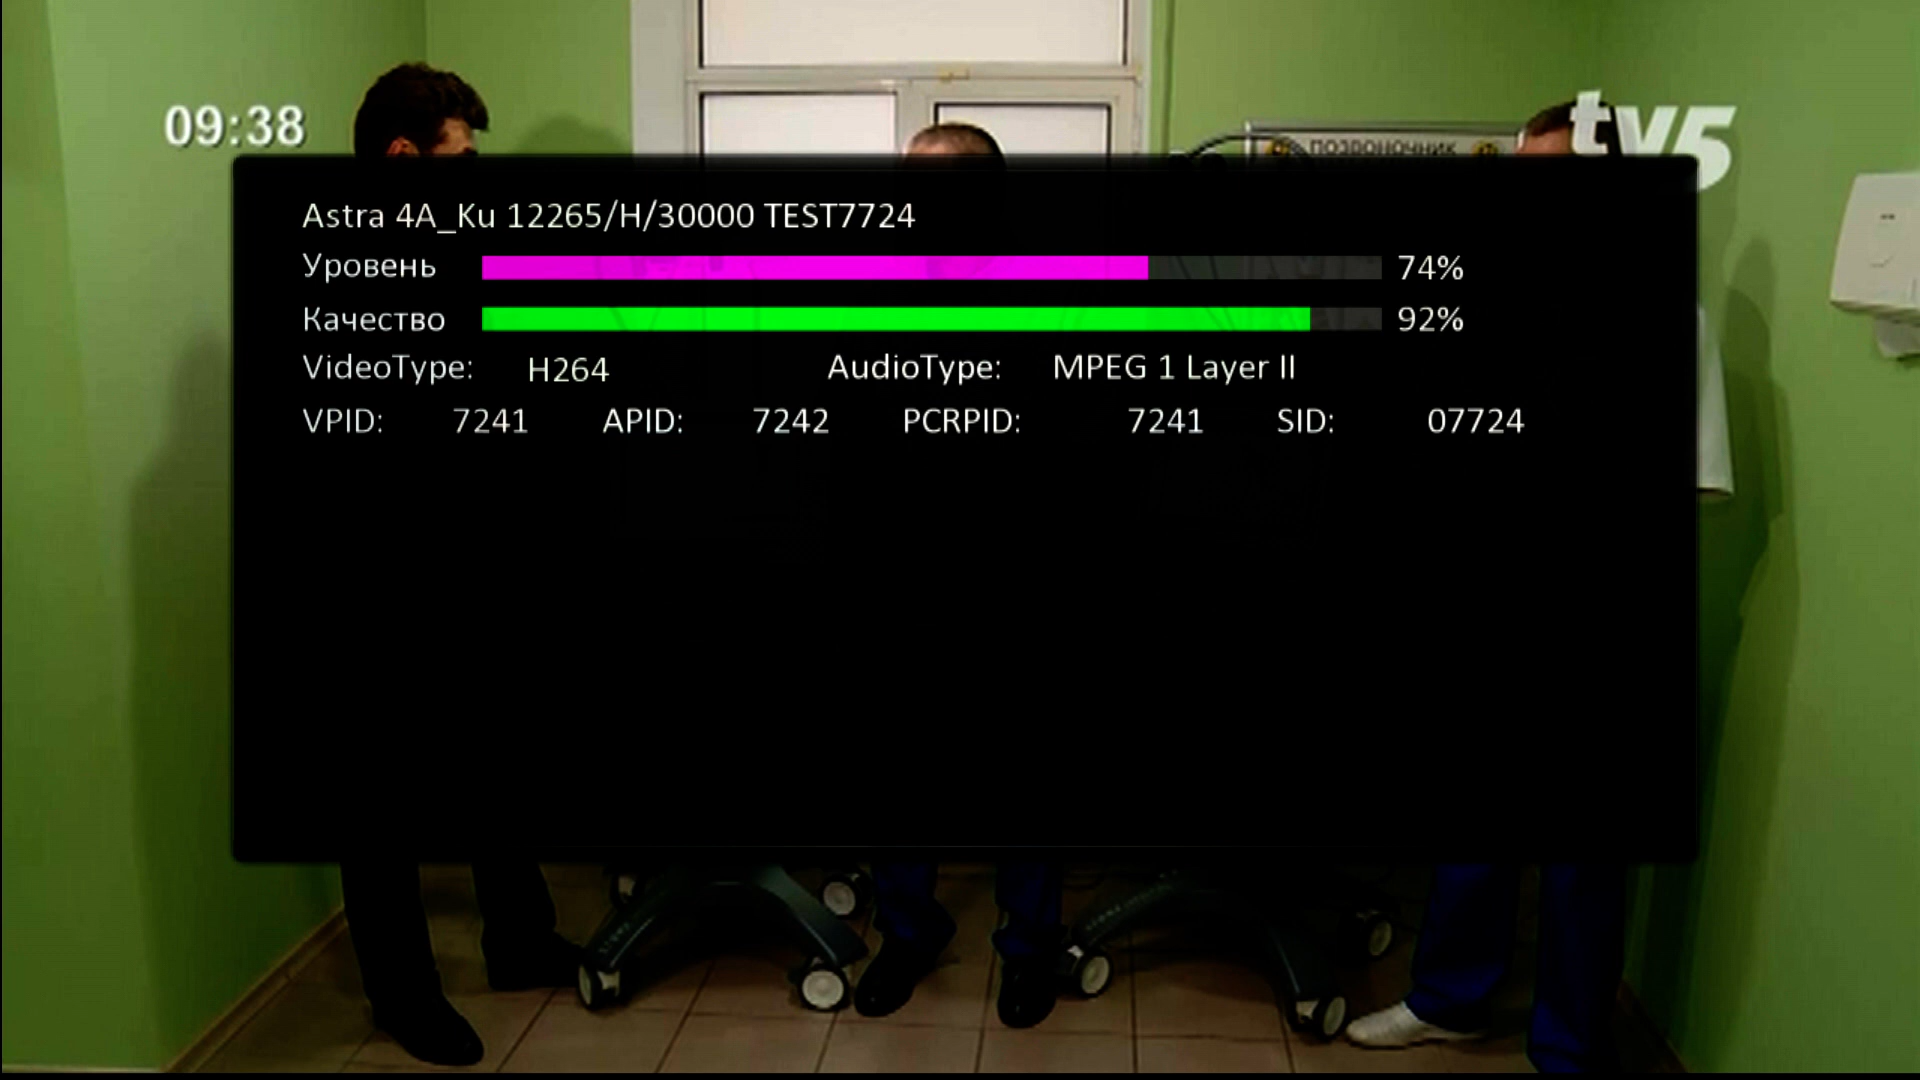 09:38
tv5
ПОЗВОНОЧНИК
Astra 4A_Ku 12265/H/30000 TEST7724
Уровень 74%
Качество 92%
VideoType: H264 AudioType: MPEG 1 Layer II
VPID: 7241 APID: 7242 PCRPID: 7241 SID: 07724